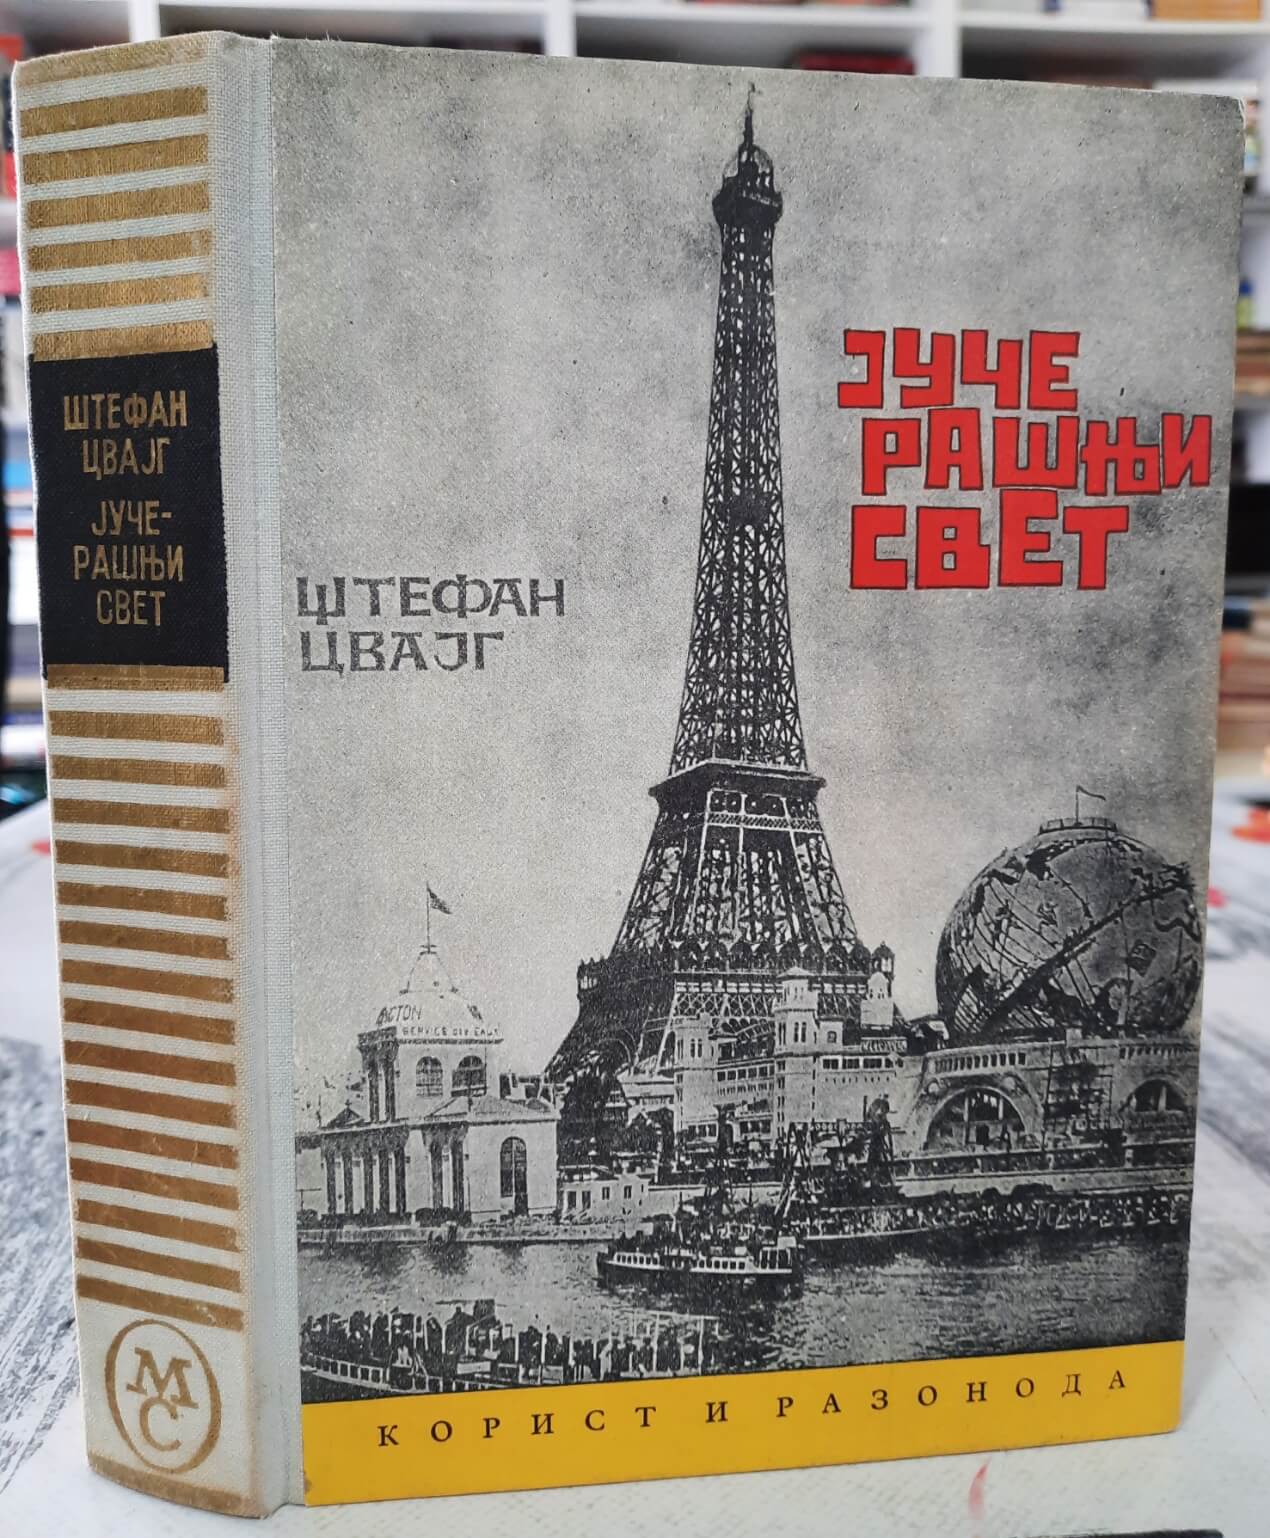 ШТЕФАН
ЦВАЈГ
ЈУЧЕ-
РАШЊИ
СВЕТ
МС
ЈУЧЕ
РАШЊИ
СВЕТ
ШТЕФАН
ЦВАЈГ
КОРИСТ И РАЗОНОДА